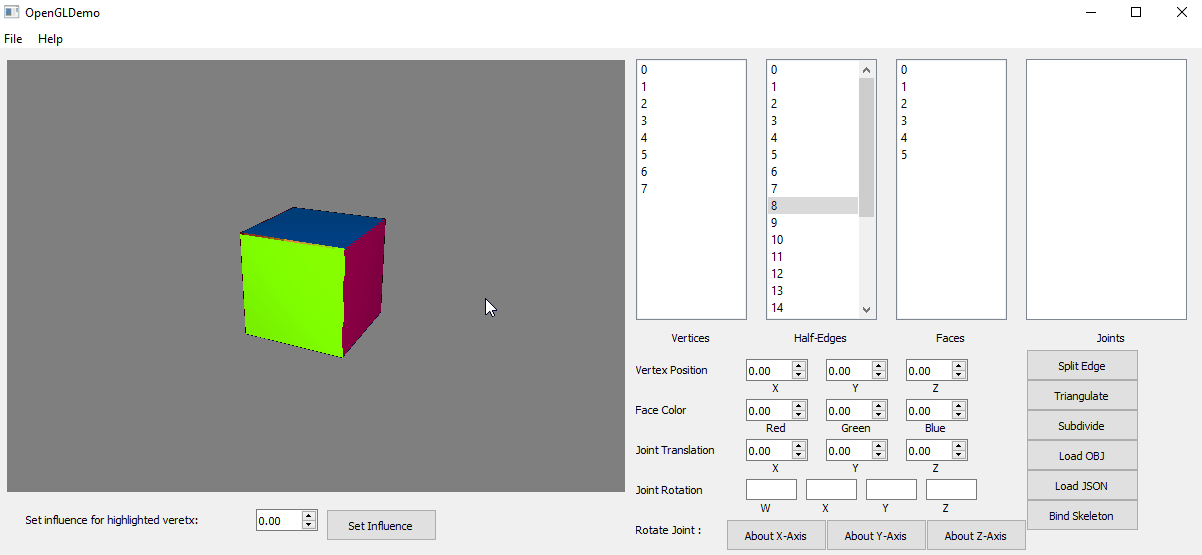 OpenGLDemo
File Help
0
1
2
3
4
5
6
7
0
1
2
3
4
5
6
7
8
9
10
11
12
13
14
0
1
2
3
4
5
Vertices Half-Edges Faces Joints
Vertex Position 0.00 0.00 0.00
X Y Z
Face Color 0.00 0.00 0.00
Red Green Blue
Joint Translation 0.00 0.00 0.00
X Y Z
Joint Rotation
W X Y Z
Rotate Joint : About X-Axis About Y-Axis About Z-Axis
Split Edge
Triangulate
Subdivide
Load OBJ
Load JSON
Bind Skeleton
Set influence for highlighted veretx: 0.00 Set Influence